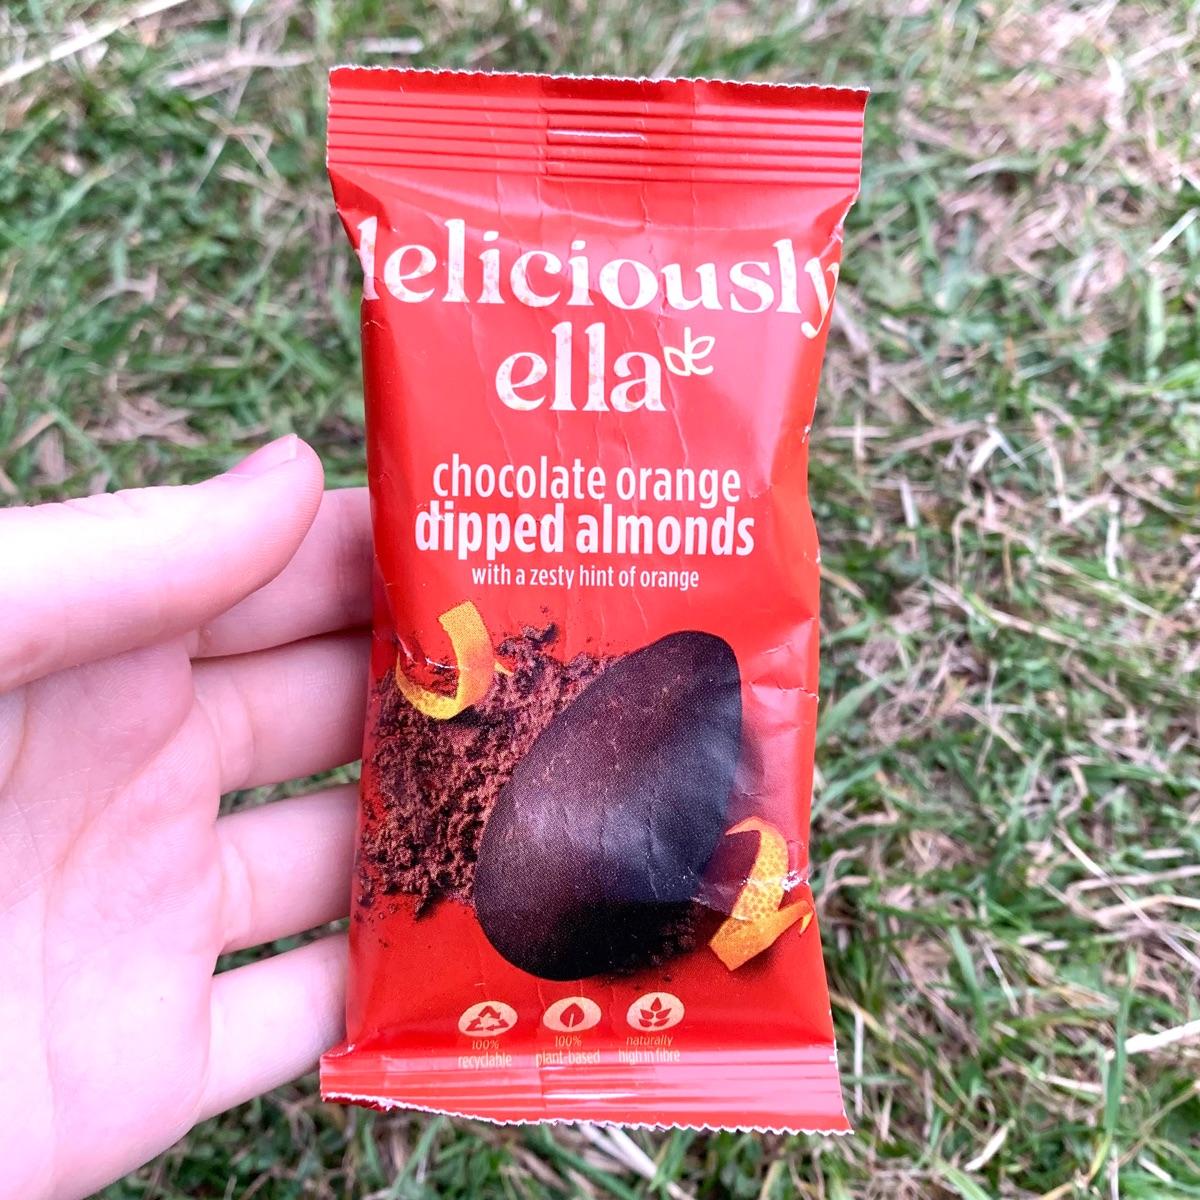 deliciously
ella
chocolate orange
dipped almonds
with a zesty hint of orange
100%
recyclable
100%
plant-based
naturally
high in fibre